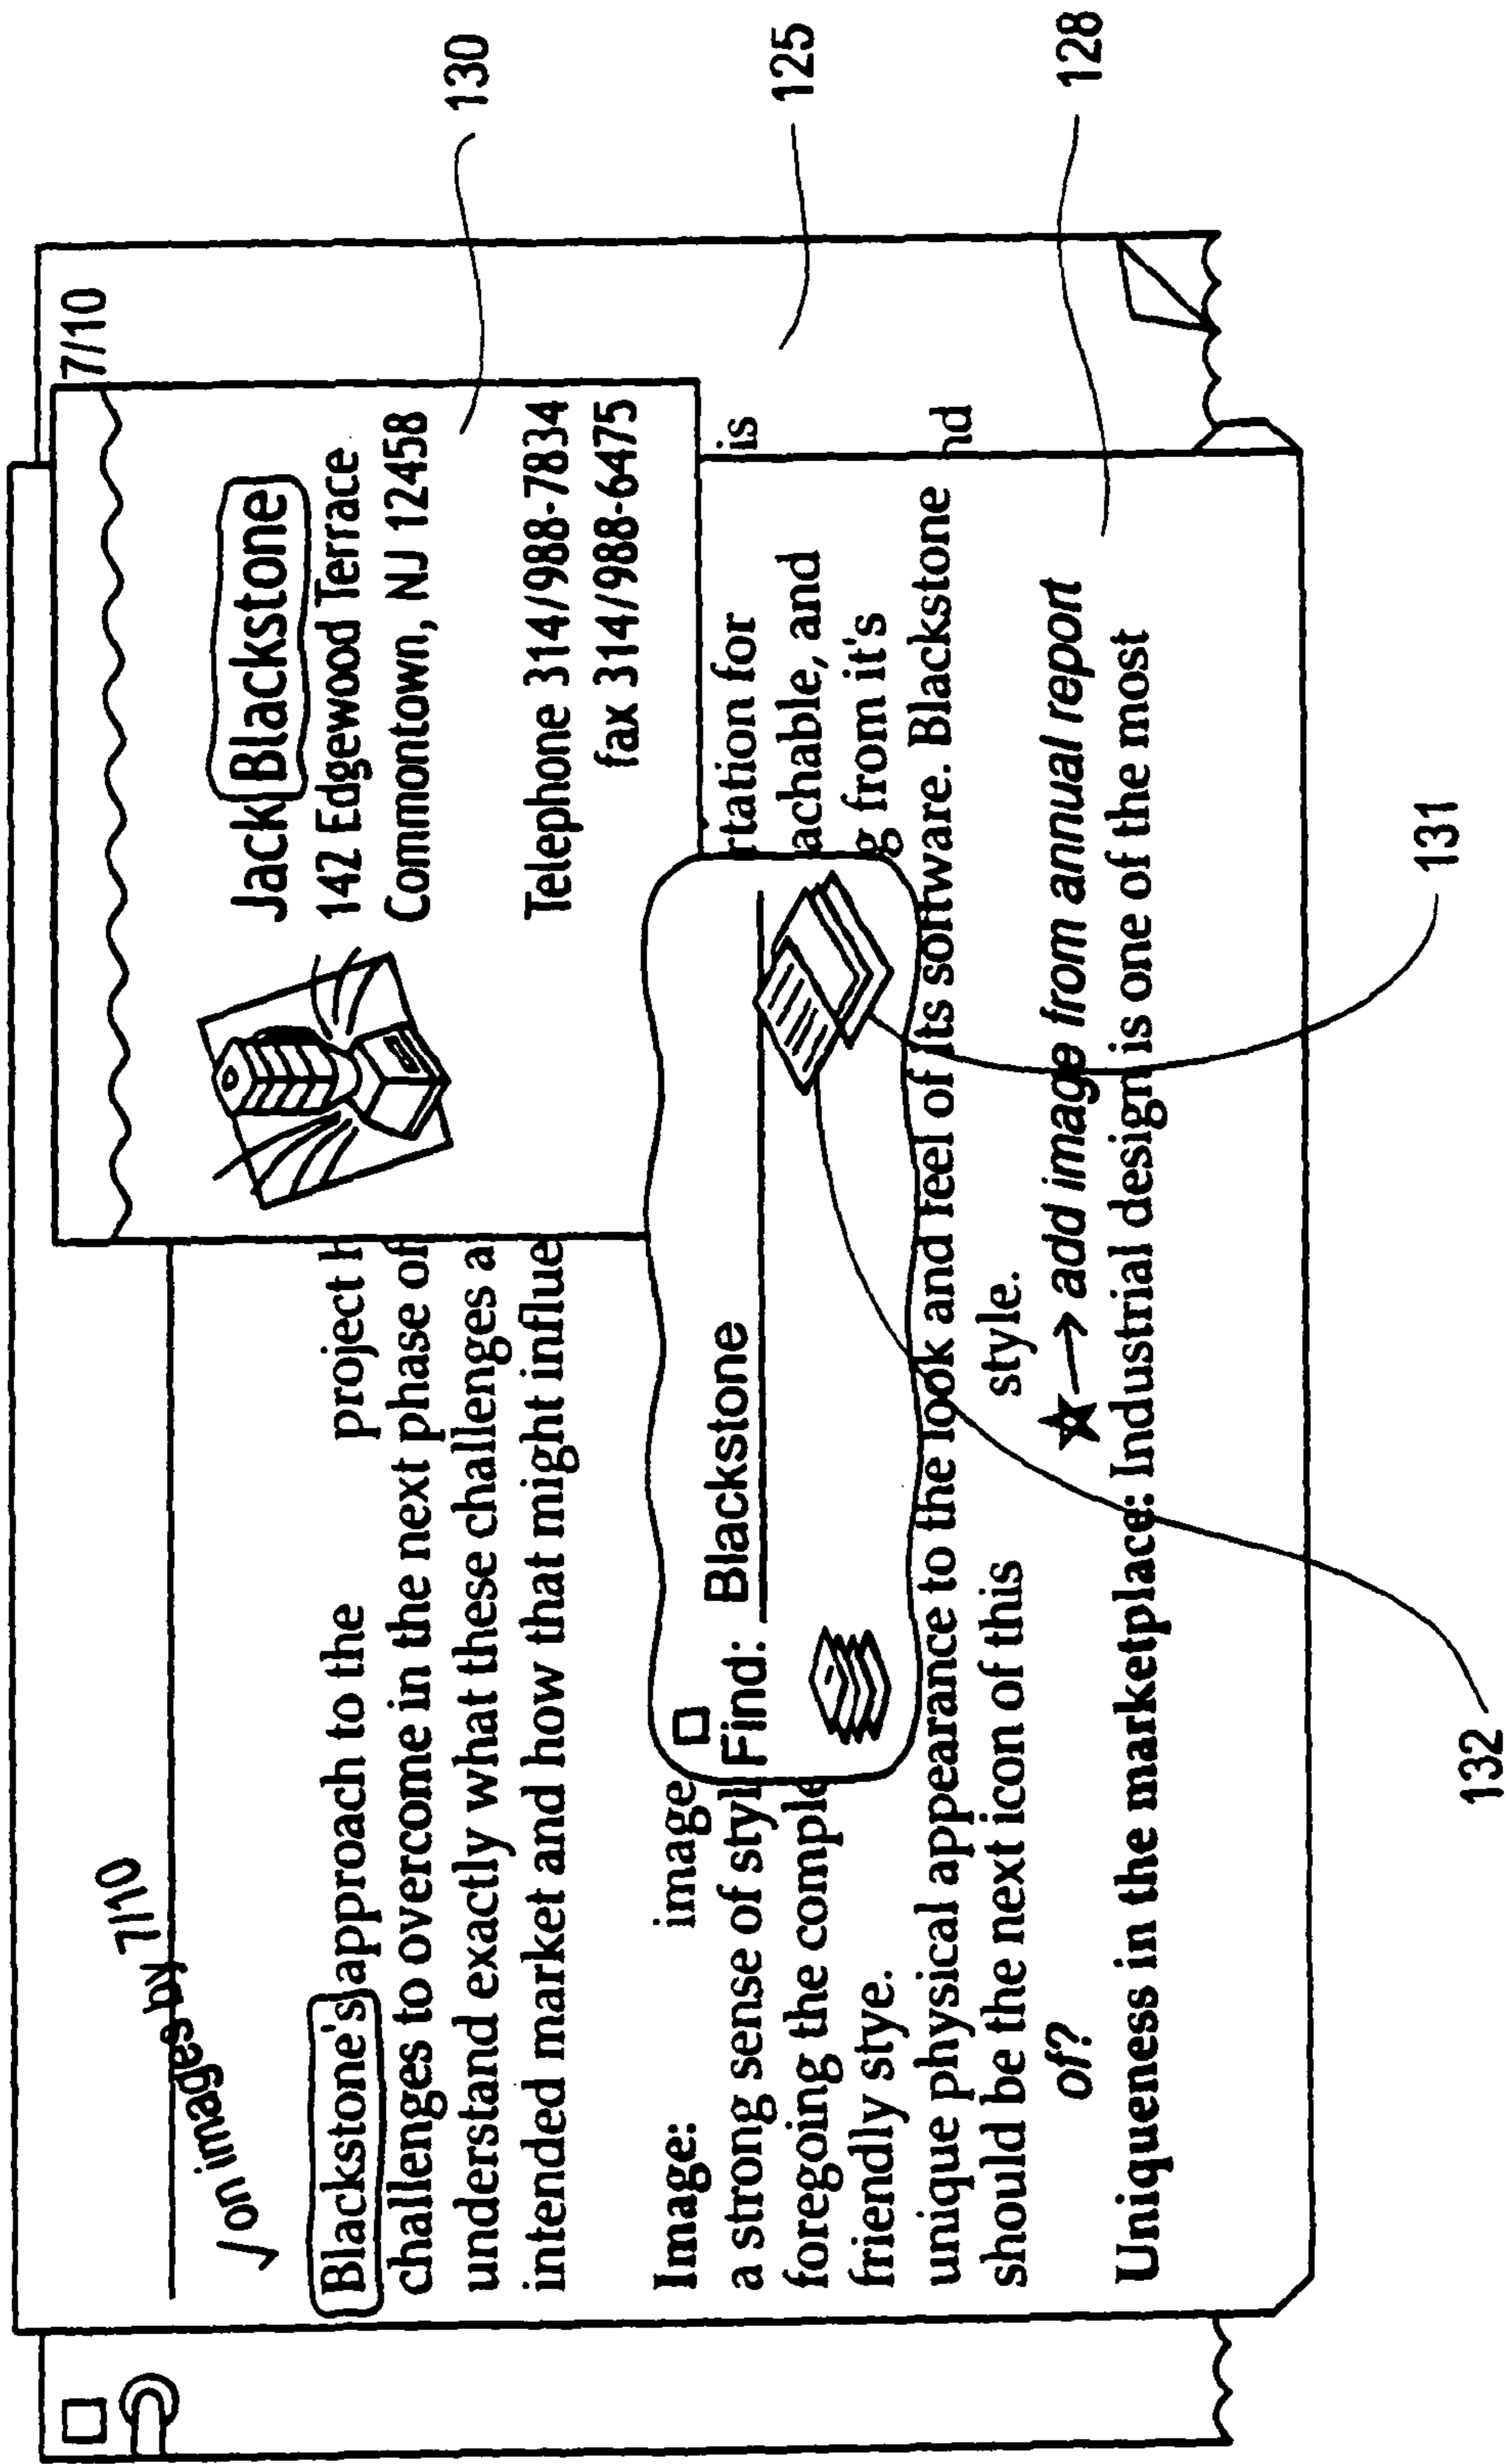 7/10
√ on images by 7/10
Jack Blackstone
142 Edgewood Terrace
Commontown, NJ 12458
Telephone 314/988-7834
fax 314/988-6475
130
Blackstone's approach to the project h
challenges to overcome in the next phase of
understand exactly what these challenges a
intended market and how that might influe
Find: Blackstone
125
Image: image rtation for is
a strong sense of styl achable, and
foregoing the comple g from it's
friendly stye.
unique physical appearance to the look and feel of its software. Blackstone nd
should be the next icon of this style.
of? ★→ add image from annual report
128
Uniqueness in the marketplace: Industrial design is one of the most
131
132